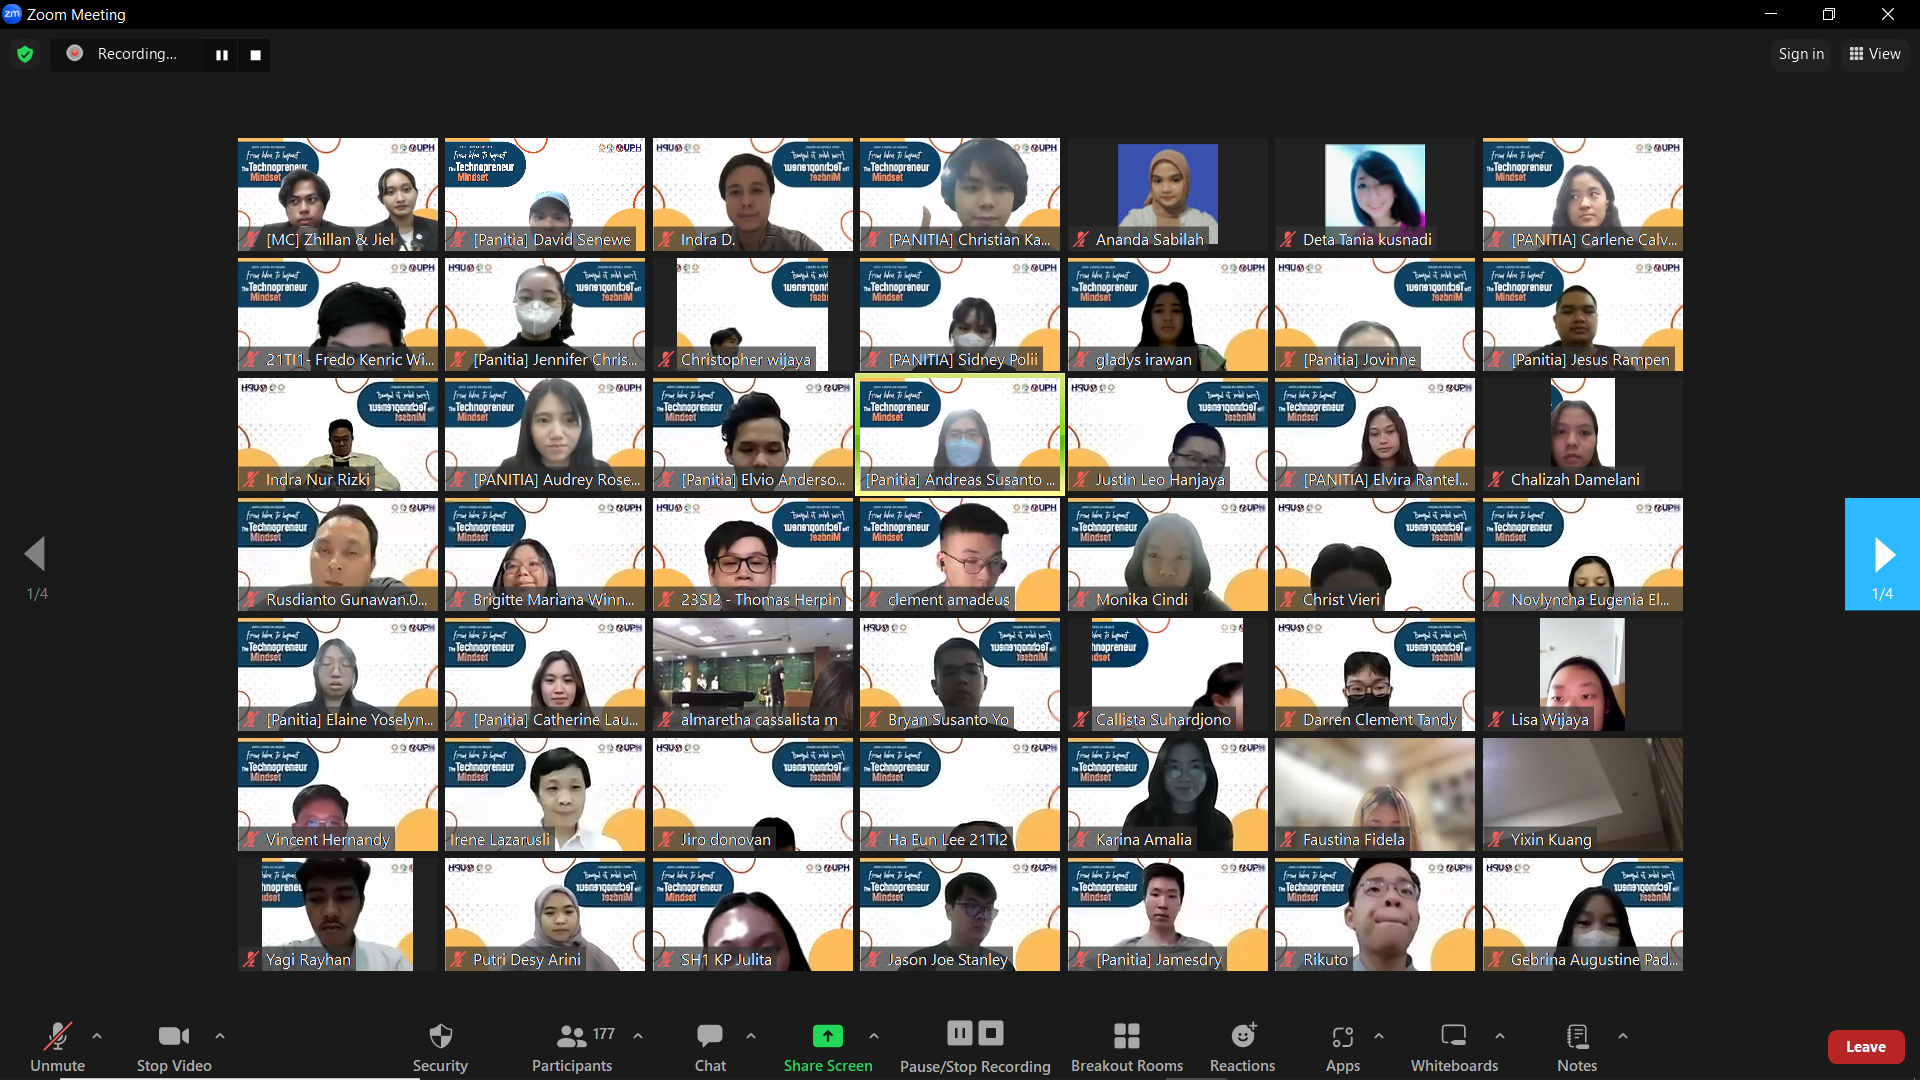 Zoom Meeting
Recording...
Sign in
View
From Idea to Impact
The Technopreneur
Mindset
UPH
[MC] Zhillan & Jiel
[Panitia] David Senewe
Indra D.
[PANITIA] Christian Ka...
Ananda Sabilah
Deta Tania kusnadi
[PANITIA] Carlene Calv...
21TI1- Fredo Kenric Wi...
[Panitia] Jennifer Chris...
Christopher wijaya
[PANITIA] Sidney Polii
gladys irawan
[Panitia] Jovinne
[Panitia] Jesus Rampen
Indra Nur Rizki
[PANITIA] Audrey Rose...
[Panitia] Elvio Anderso...
[Panitia] Andreas Susanto ...
Justin Leo Hanjaya
[PANITIA] Elvira Rantel...
Chalizah Damelani
1/4
Rusdianto Gunawan.0...
Brigitte Mariana Winn...
23SI2 - Thomas Herpin
clement amadeus
Monika Cindi
Christ Vieri
Novlyncha Eugenia El...
1/4
[Panitia] Elaine Yoselyn...
[Panitia] Catherine Lau...
almaretha cassalista m
Bryan Susanto Yo
Callista Suhardjono
Darren Clement Tandy
Lisa Wijaya
Vincent Hernandy
Irene Lazarusli
Jiro donovan
Ha Eun Lee 21TI2
Karina Amalia
Faustina Fidela
Yixin Kuang
Yagi Rayhan
Putri Desy Arini
SH1 KP Julita
Jason Joe Stanley
[Panitia] Jamesdry
Rikuto
Gebrina Augustine Pad...
Unmute
Stop Video
Security
Participants
177
Chat
Share Screen
Pause/Stop Recording
Breakout Rooms
Reactions
Apps
Whiteboards
Notes
Leave